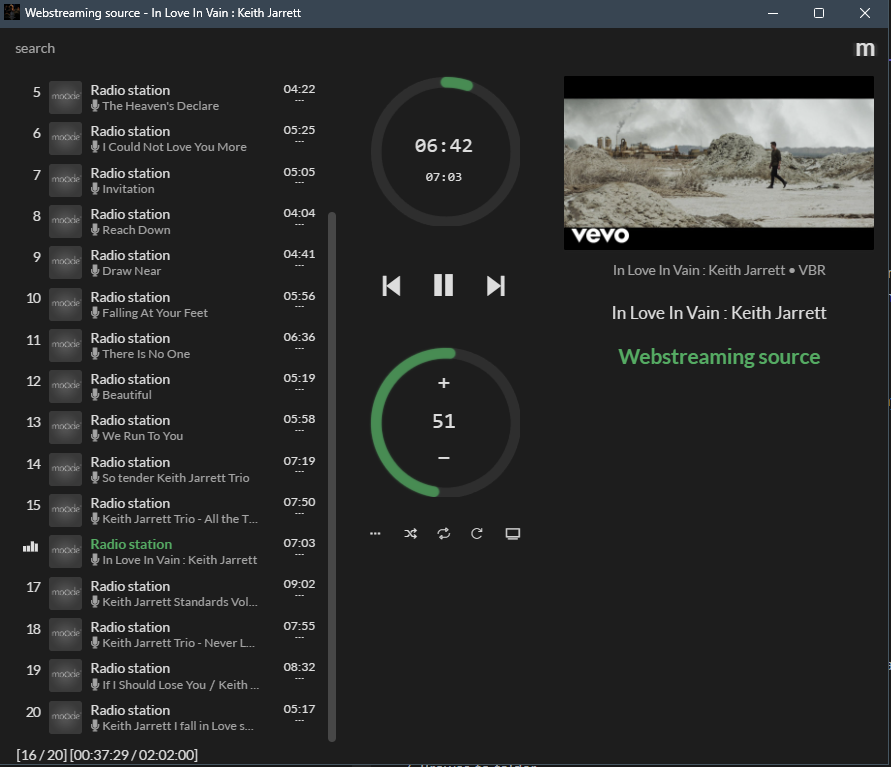 Webstreaming source - In Love In Vain : Keith Jarrett
search
m
5 Radio station 04:22
The Heaven's Declare ---
6 Radio station 05:25
I Could Not Love You More ---
7 Radio station 05:05
Invitation ---
8 Radio station 04:04
Reach Down ---
9 Radio station 04:41
Draw Near ---
10 Radio station 05:56
Falling At Your Feet ---
11 Radio station 06:36
There Is No One ---
12 Radio station 05:19
Beautiful ---
13 Radio station 05:58
We Run To You ---
14 Radio station 07:19
So tender Keith Jarrett Trio ---
15 Radio station 07:50
Keith Jarrett Trio - All the T... ---
Radio station 07:03
In Love In Vain : Keith Jarrett ---
17 Radio station 09:02
Keith Jarrett Standards Vol... ---
18 Radio station 07:55
Keith Jarrett Trio - Never L... ---
19 Radio station 08:32
If I Should Lose You / Keith ... ---
20 Radio station 05:17
Keith Jarrett I fall in Love s... ---
[16 / 20] [00:37:29 / 02:02:00]
06:42
07:03
+
51
−
vevo
In Love In Vain : Keith Jarrett • VBR
In Love In Vain : Keith Jarrett
Webstreaming source